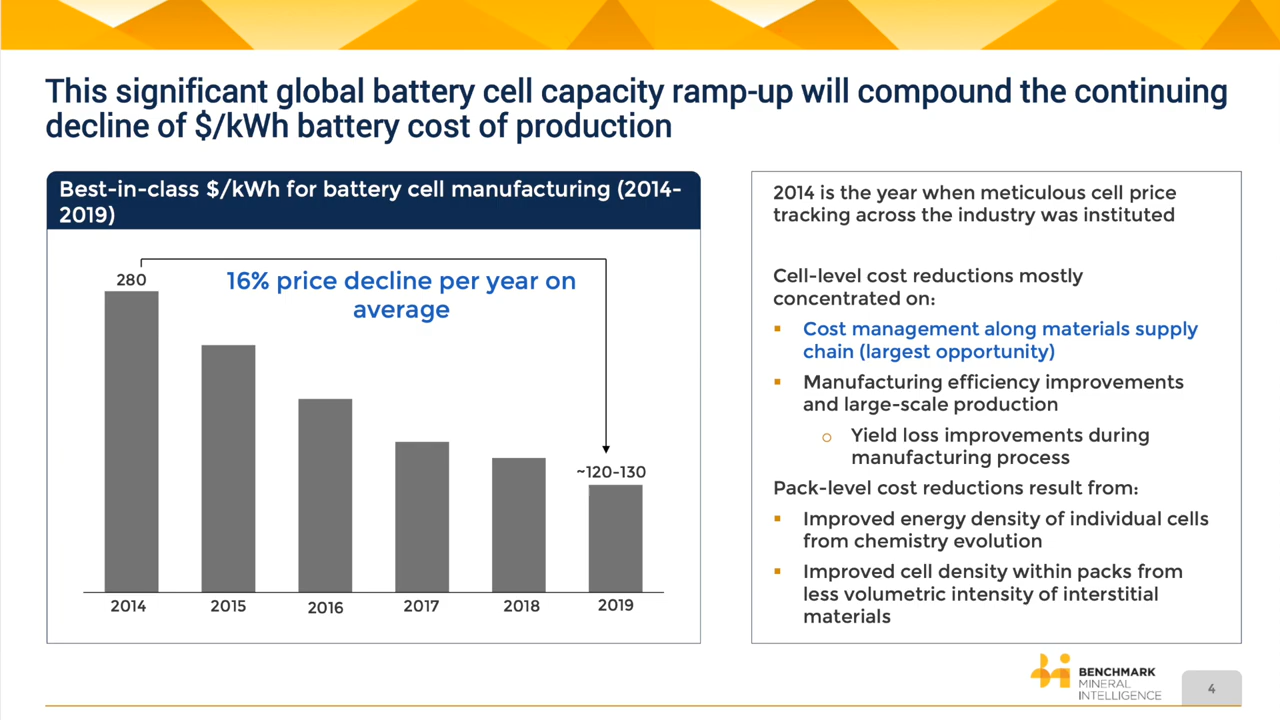 This significant global battery cell capacity ramp-up will compound the continuing
decline of $/kWh battery cost of production
Best-in-class $/kWh for battery cell manufacturing (2014-
2019)
280
16% price decline per year on
average
~120-130
2014
2015
2016
2017
2018
2019
2014 is the year when meticulous cell price
tracking across the industry was instituted
Cell-level cost reductions mostly
concentrated on:
▪ Cost management along materials supply
chain (largest opportunity)
▪ Manufacturing efficiency improvements
and large-scale production
o Yield loss improvements during
manufacturing process
Pack-level cost reductions result from:
▪ Improved energy density of individual cells
from chemistry evolution
▪ Improved cell density within packs from
less volumetric intensity of interstitial
materials
BENCHMARK
MINERAL
INTELLIGENCE
4